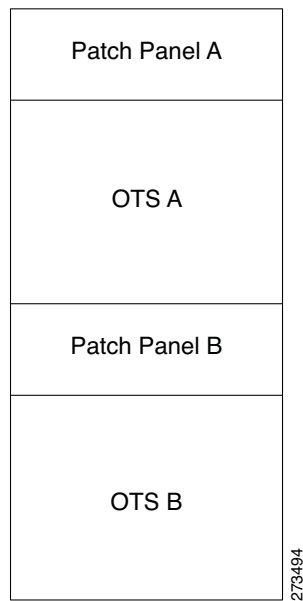 Patch Panel A
OTS A
Patch Panel B
OTS B
273494